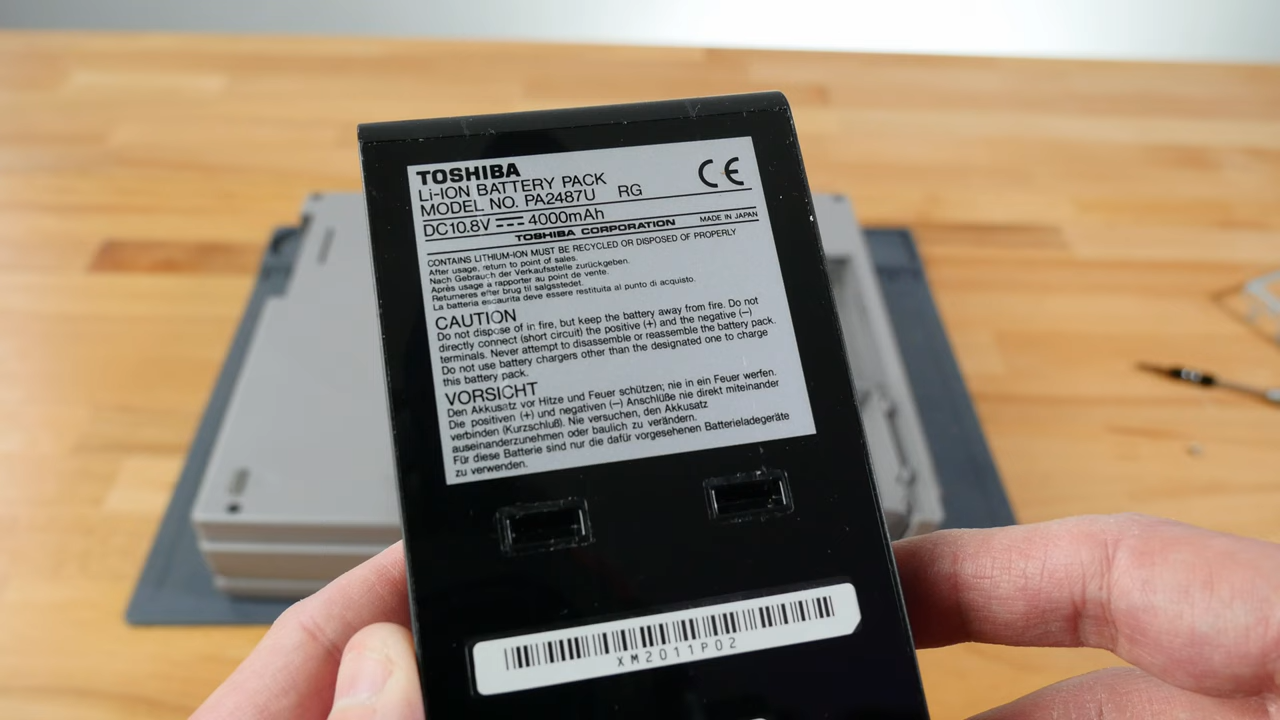 TOSHIBA
Li-ION BATTERY PACK
MODEL NO. PA2487U RG
DC10.8V 4000mAh
TOSHIBA CORPORATION MADE IN JAPAN
CE
CONTAINS LITHIUM-ION MUST BE RECYCLED OR DISPOSED OF PROPERLY
After usage, return to point of sales.
Nach Gebrauch der Verkaufsstelle zurückgeben.
Après usage a rapporter au point de vente.
Returneres efter brug til salgsstedet.
La batteria escaurita deve essere restituita al punto di acquisto.
CAUTION
Do not dispose of in fire, but keep the battery away from fire. Do not
directly connect (short circuit) the positive (+) and the negative (–)
terminals. Never attempt to disassemble or reassemble the battery pack.
Do not use battery chargers other than the designated one to charge
this battery pack.
VORSICHT
Den Akkusatz vor Hitze und Feuer schützen; nie in ein Feuer werfen.
Die positiven (+) und negativen (–) Anschlüße nie direkt miteinander
verbinden (Kurzschluß). Nie versuchen, den Akkusatz
auseinanderzunehmen oder baulich zu verändern.
Für diese Batterie sind nur die dafür vorgesehenen Batterieladegeräte
zu verwenden.
XM2011P02